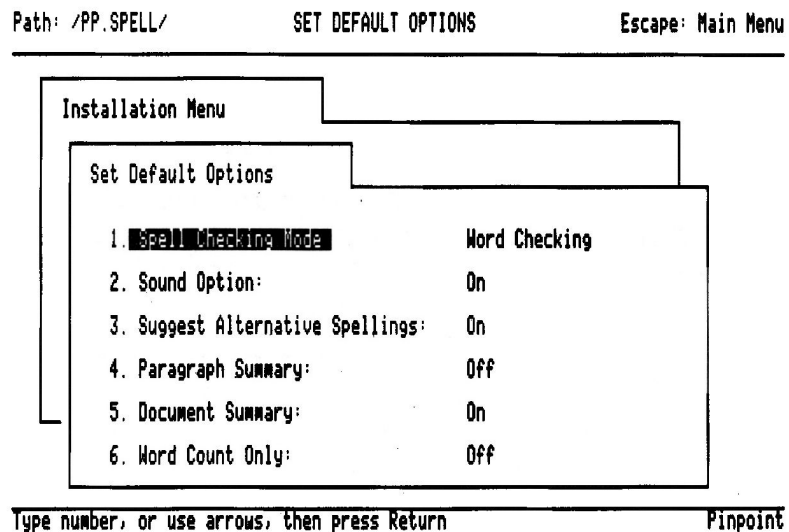 Path: /PP.SPELL/ SET DEFAULT OPTIONS Escape: Main Menu
Installation Menu
Set Default Options
1. Spell Checking Mode Word Checking
2. Sound Option: On
3. Suggest Alternative Spellings: On
4. Paragraph Summary: Off
5. Document Summary: On
6. Word Count Only: Off
Type number, or use arrows, then press Return Pinpoint